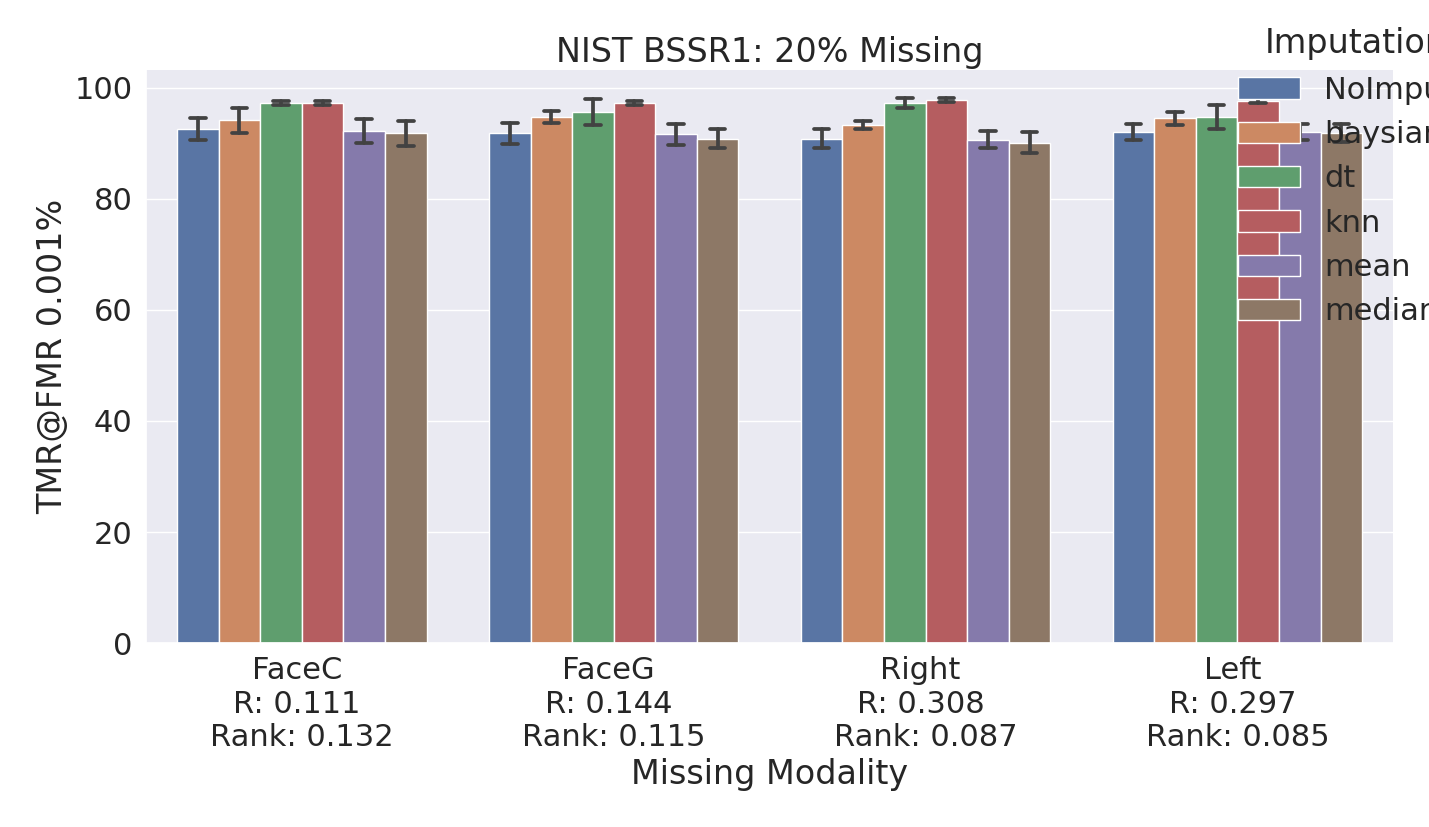 NIST BSSR1: 20% Missing
Imputation
NoImpu
baysian
dt
knn
mean
median
TMR@FMR 0.001%
100
80
60
40
20
0
FaceC
R: 0.111
Rank: 0.132
FaceG
R: 0.144
Rank: 0.115
Right
R: 0.308
Rank: 0.087
Left
R: 0.297
Rank: 0.085
Missing Modality